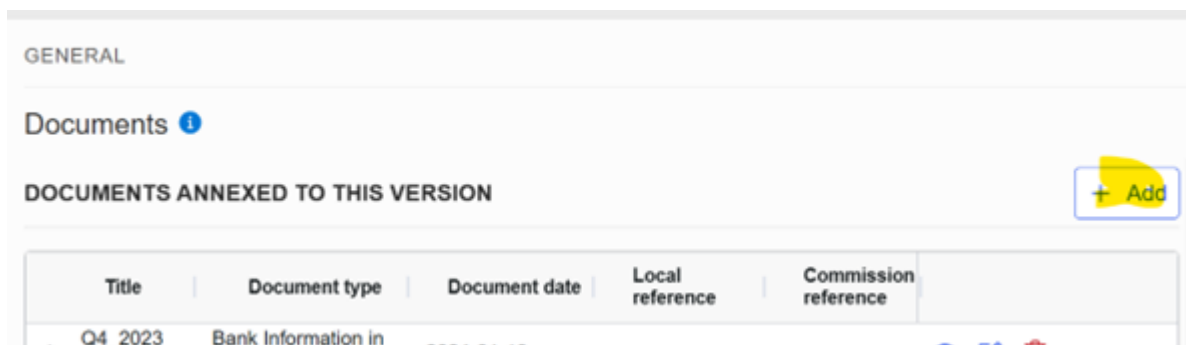 GENERAL
Documents
DOCUMENTS ANNEXED TO THIS VERSION
+ Add
Title Document type Document date Local reference Commission reference
Q4 2023 Bank Information in